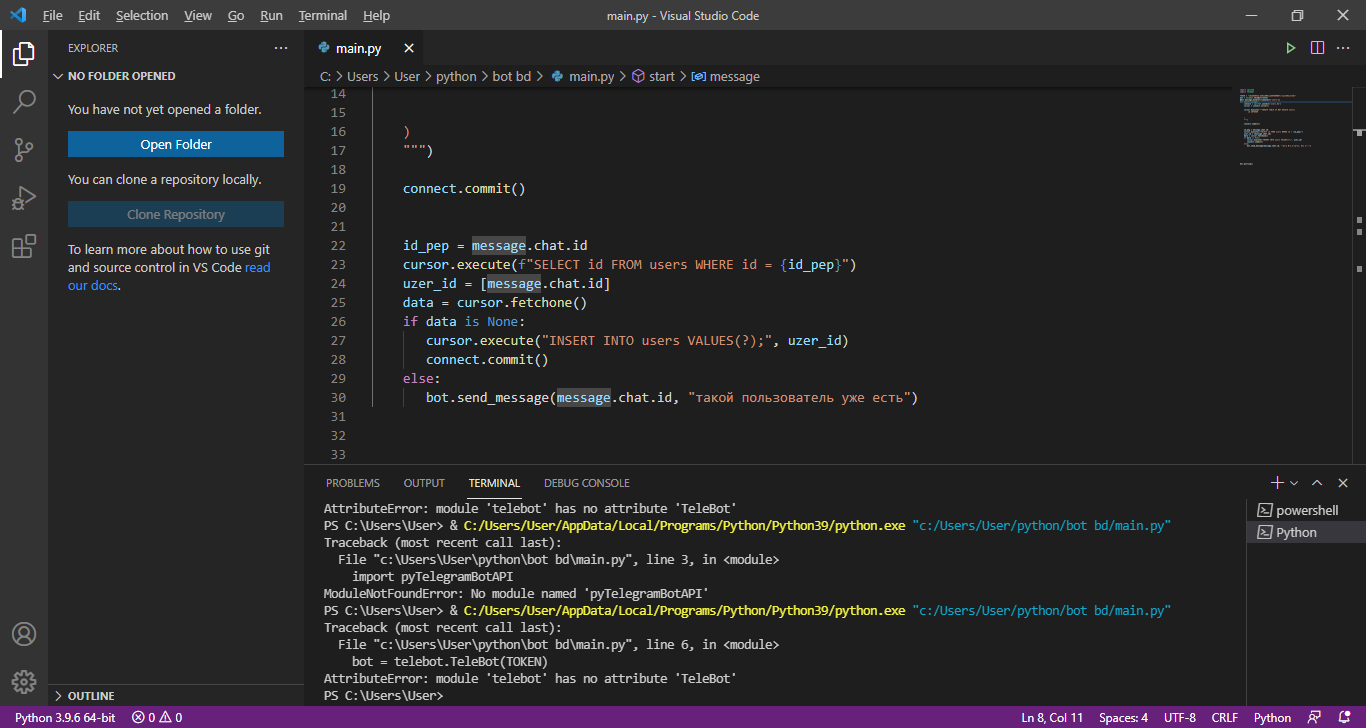 File Edit Selection View Go Run Terminal Help
main.py - Visual Studio Code
EXPLORER
NO FOLDER OPENED
You have not yet opened a folder.
Open Folder
You can clone a repository locally.
Clone Repository
To learn more about how to use git
and source control in VS Code read
our docs.
OUTLINE
main.py
C: > Users > User > python > bot bd > main.py > start > message
14
15
16 )
17 """)
18
19 connect.commit()
20
21
22 id_pep = message.chat.id
23 cursor.execute(f"SELECT id FROM users WHERE id = {id_pep}")
24 uzer_id = [message.chat.id]
25 data = cursor.fetchone()
26 if data is None:
27 cursor.execute("INSERT INTO users VALUES(?);", uzer_id)
28 connect.commit()
29 else:
30 bot.send_message(message.chat.id, "такой пользователь уже есть")
31
32
33
PROBLEMS OUTPUT TERMINAL DEBUG CONSOLE
AttributeError: module 'telebot' has no attribute 'TeleBot'
PS C:\Users\User> & C:/Users/User/AppData/Local/Programs/Python/Python39/python.exe "c:/Users/User/python/bot bd/main.py"
Traceback (most recent call last):
File "c:\Users\User\python\bot bd\main.py", line 3, in <module>
import pyTelegramBotAPI
ModuleNotFoundError: No module named 'pyTelegramBotAPI'
PS C:\Users\User> & C:/Users/User/AppData/Local/Programs/Python/Python39/python.exe "c:/Users/User/python/bot bd/main.py"
Traceback (most recent call last):
File "c:\Users\User\python\bot bd\main.py", line 6, in <module>
bot = telebot.TeleBot(TOKEN)
AttributeError: module 'telebot' has no attribute 'TeleBot'
PS C:\Users\User>
powershell
Python
Python 3.9.6 64-bit 0 0
Ln 8, Col 11 Spaces: 4 UTF-8 CRLF Python